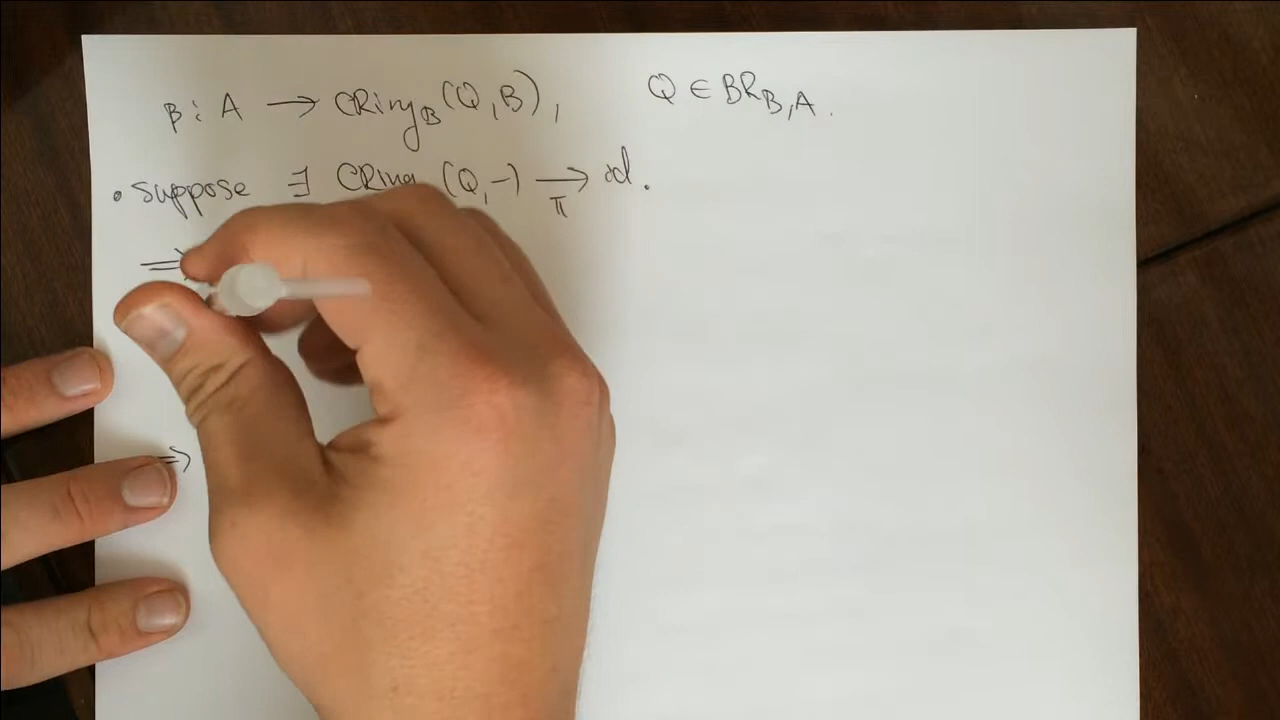 β : A → CRing_B(Q, B), Q ∈ BR_{B,A}.
• suppose ∃ CRing (Q, –) →_π id.
⇒
⇒